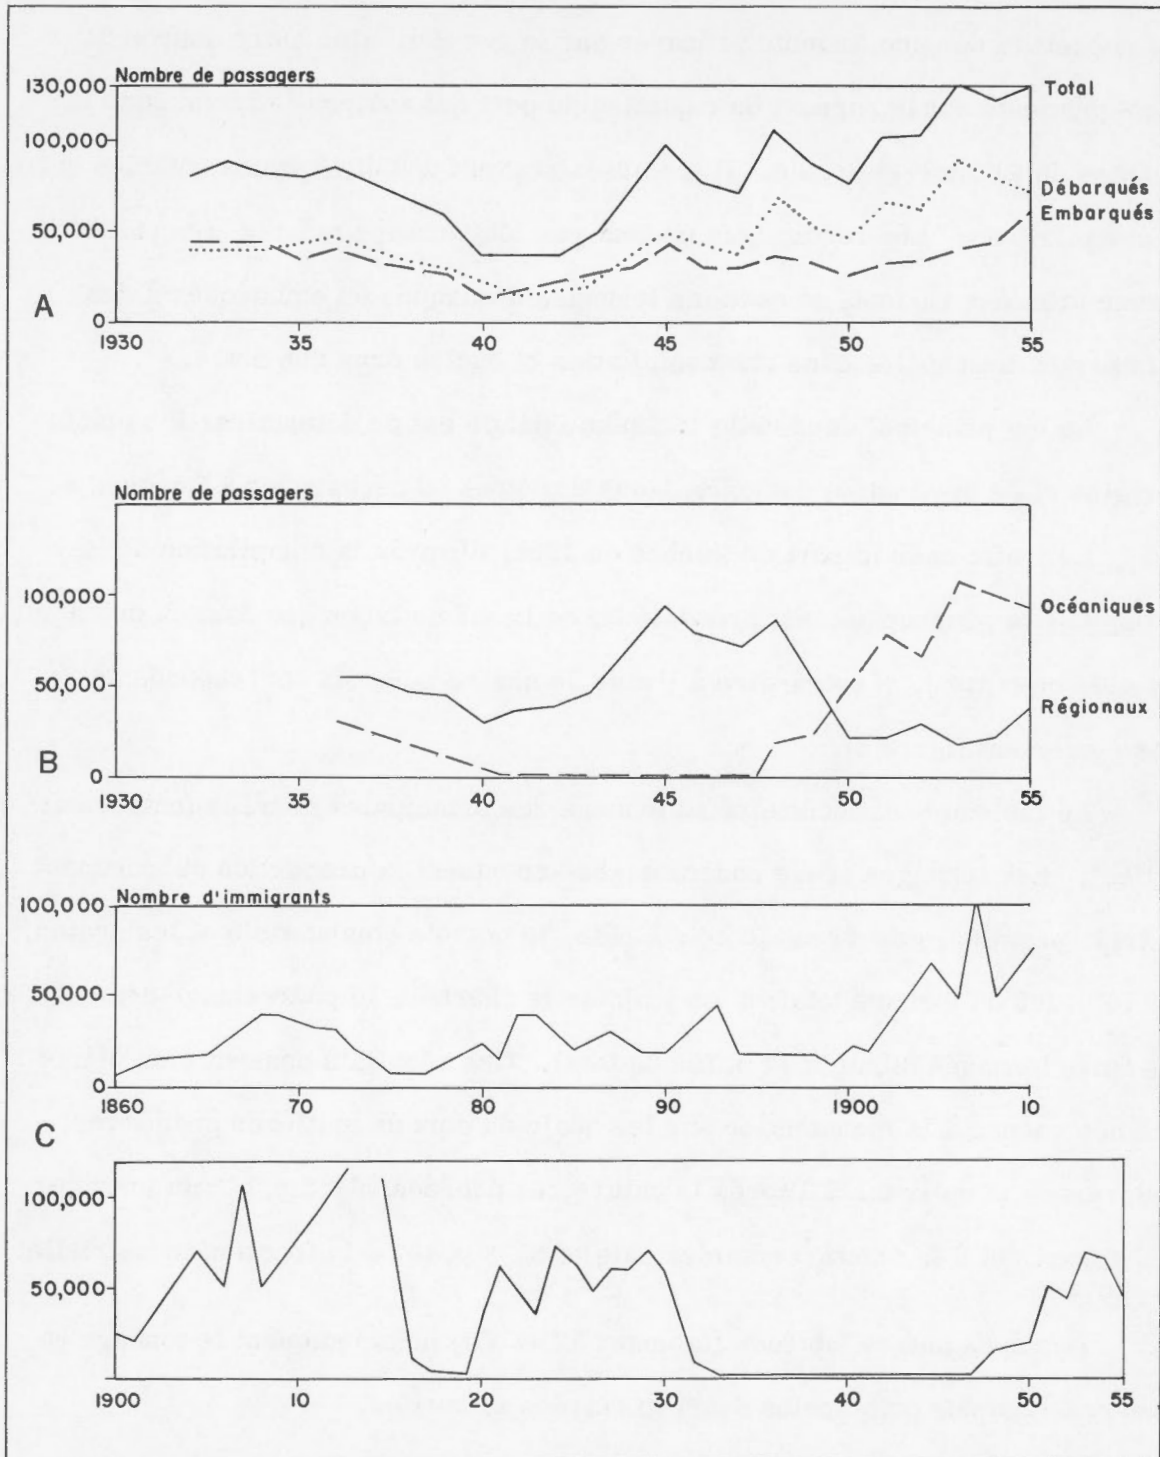 Nombre de passagers
130,000
Total
100,000
Débarqués
50,000
Embarqués
A
0
1930 35 40 45 50 55
Nombre de passagers
100,000
Océaniques
50,000
Régionaux
B
0
1930 35 40 45 50 55
Nombre d'immigrants
100,000
50,000
0
1860 70 80 90 1900 10
C
100,000
50,000
1900 10 20 30 40 50 55